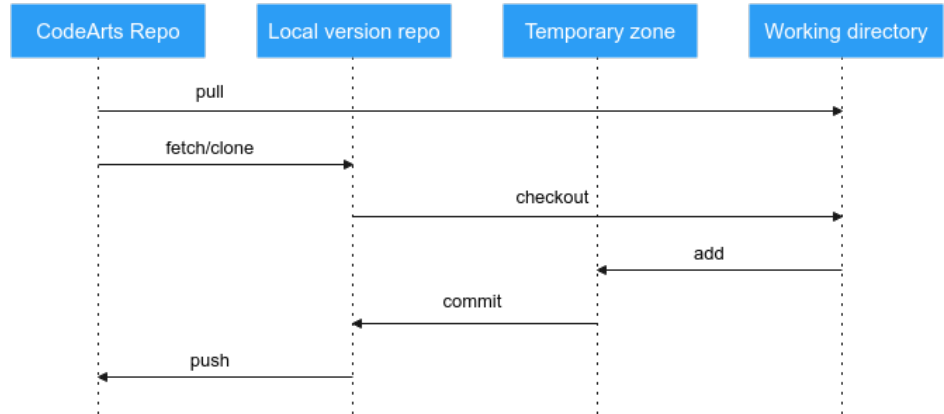 CodeArts Repo
Local version repo
Temporary zone
Working directory
pull
fetch/clone
checkout
add
commit
push